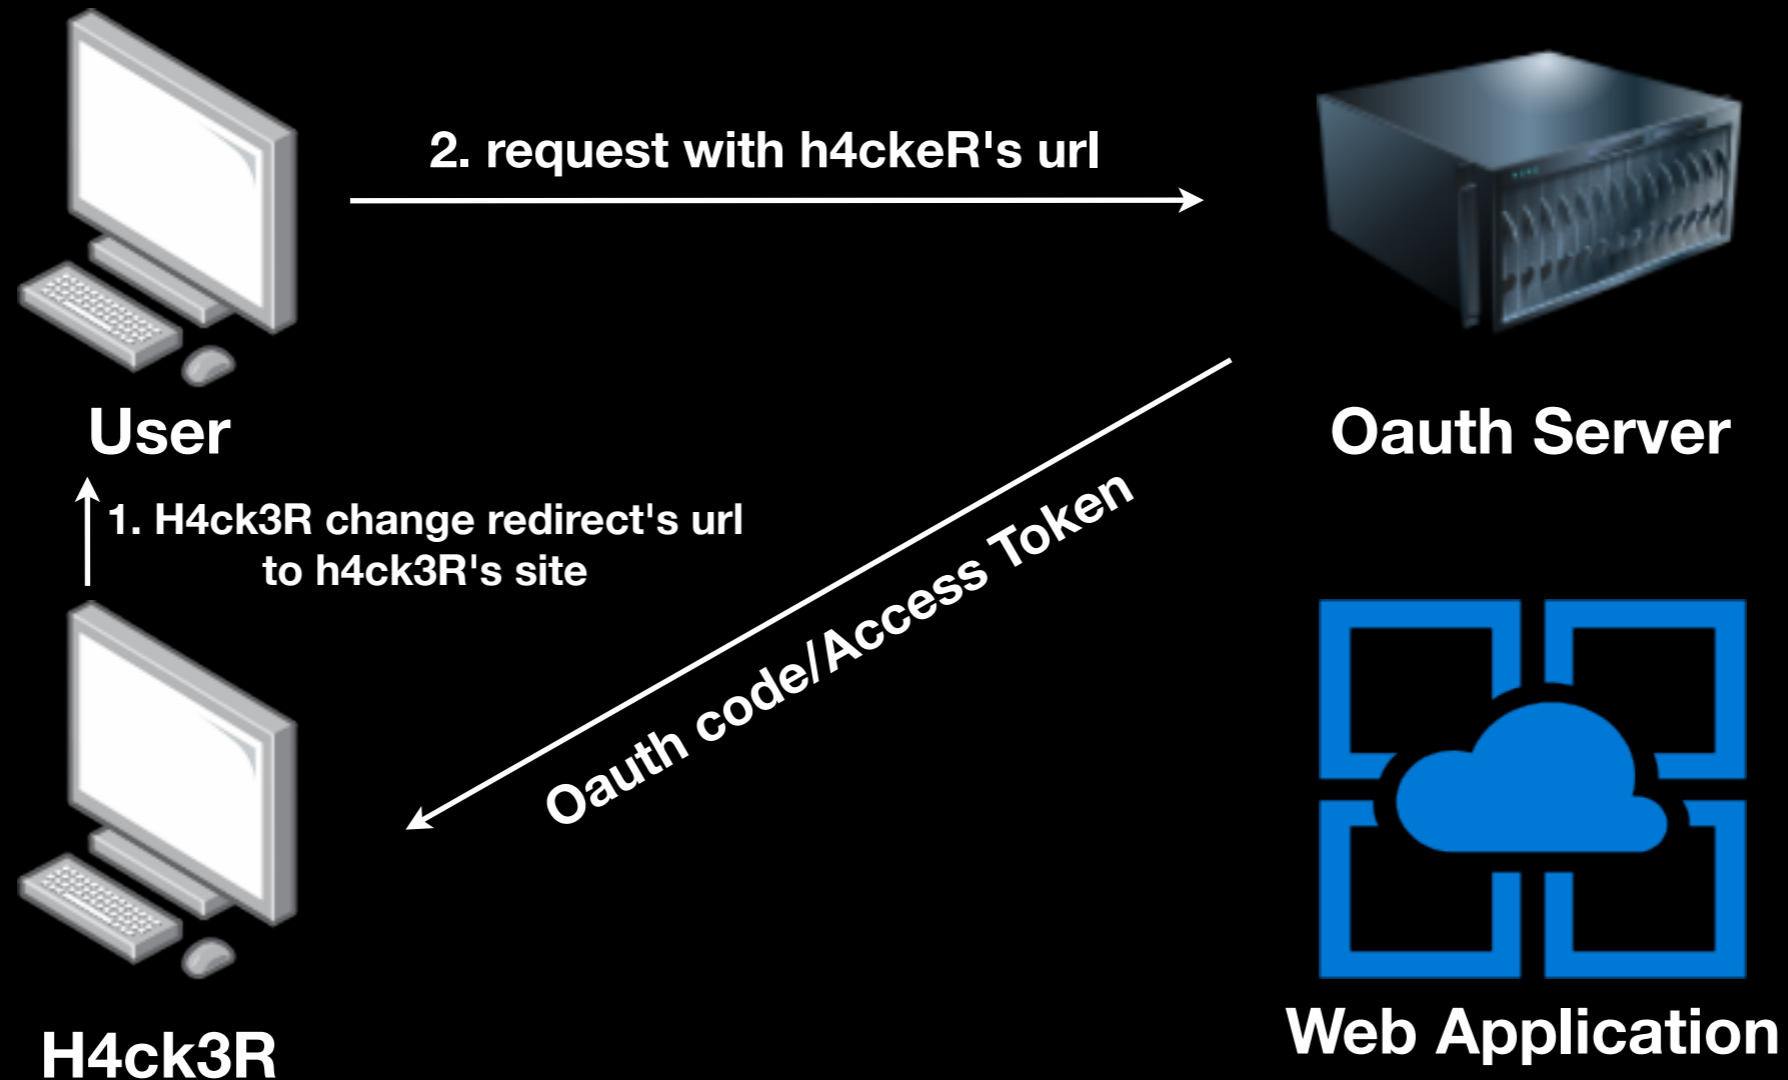 2. request with h4ckeR's url
User
Oauth Server
1. H4ck3R change redirect's url
to h4ck3R's site
Oauth code/Access Token
H4ck3R
Web Application